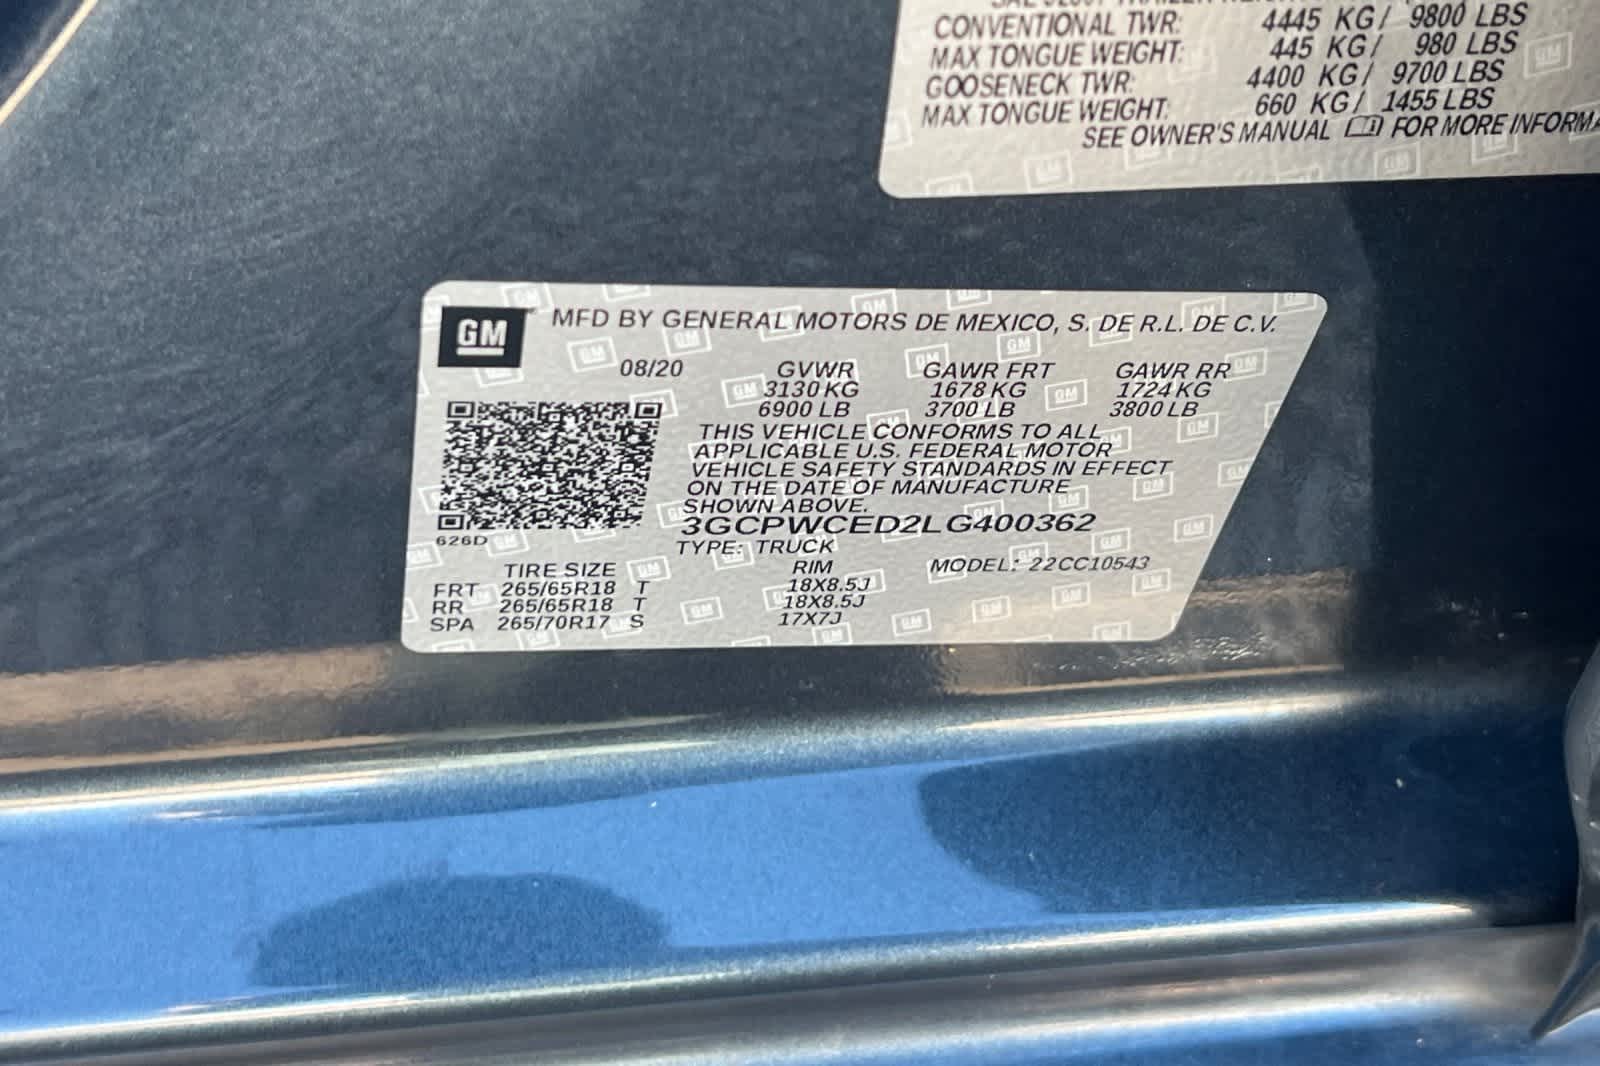 CONVENTIONAL TWR: 4445 KG/ 9800 LBS
MAX TONGUE WEIGHT: 445 KG/ 980 LBS
GOOSENECK TWR: 4400 KG/ 9700 LBS
MAX TONGUE WEIGHT: 660 KG/ 1455 LBS
SEE OWNER'S MANUAL FOR MORE INFORMA
GM MFD BY GENERAL MOTORS DE MEXICO, S. DE R.L. DE C.V.
08/20 GVWR GAWR FRT GAWR RR
3130 KG 1678 KG 1724 KG
6900 LB 3700 LB 3800 LB
THIS VEHICLE CONFORMS TO ALL
APPLICABLE U.S. FEDERAL MOTOR
VEHICLE SAFETY STANDARDS IN EFFECT
ON THE DATE OF MANUFACTURE
SHOWN ABOVE.
3GCPWCED2LG400362
626D
TYPE: TRUCK
TIRE SIZE RIM MODEL: 22CC10543
FRT 265/65R18 T 18X8.5J
RR 265/65R18 T 18X8.5J
SPA 265/70R17 S 17X7J